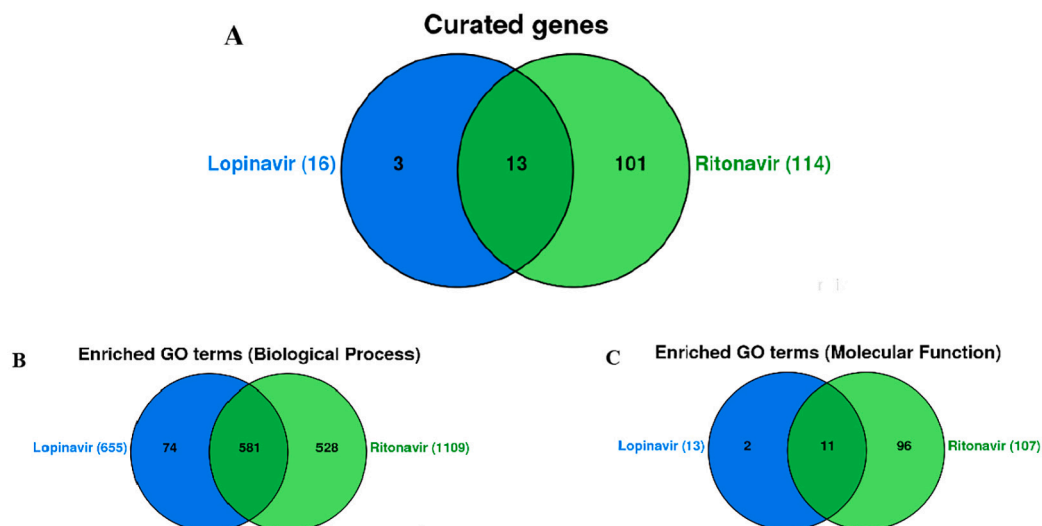 A
Curated genes
Lopinavir (16) 3 13 101 Ritonavir (114)
B
Enriched GO terms (Biological Process)
Lopinavir (655) 74 581 528 Ritonavir (1109)
C
Enriched GO terms (Molecular Function)
Lopinavir (13) 2 11 96 Ritonavir (107)